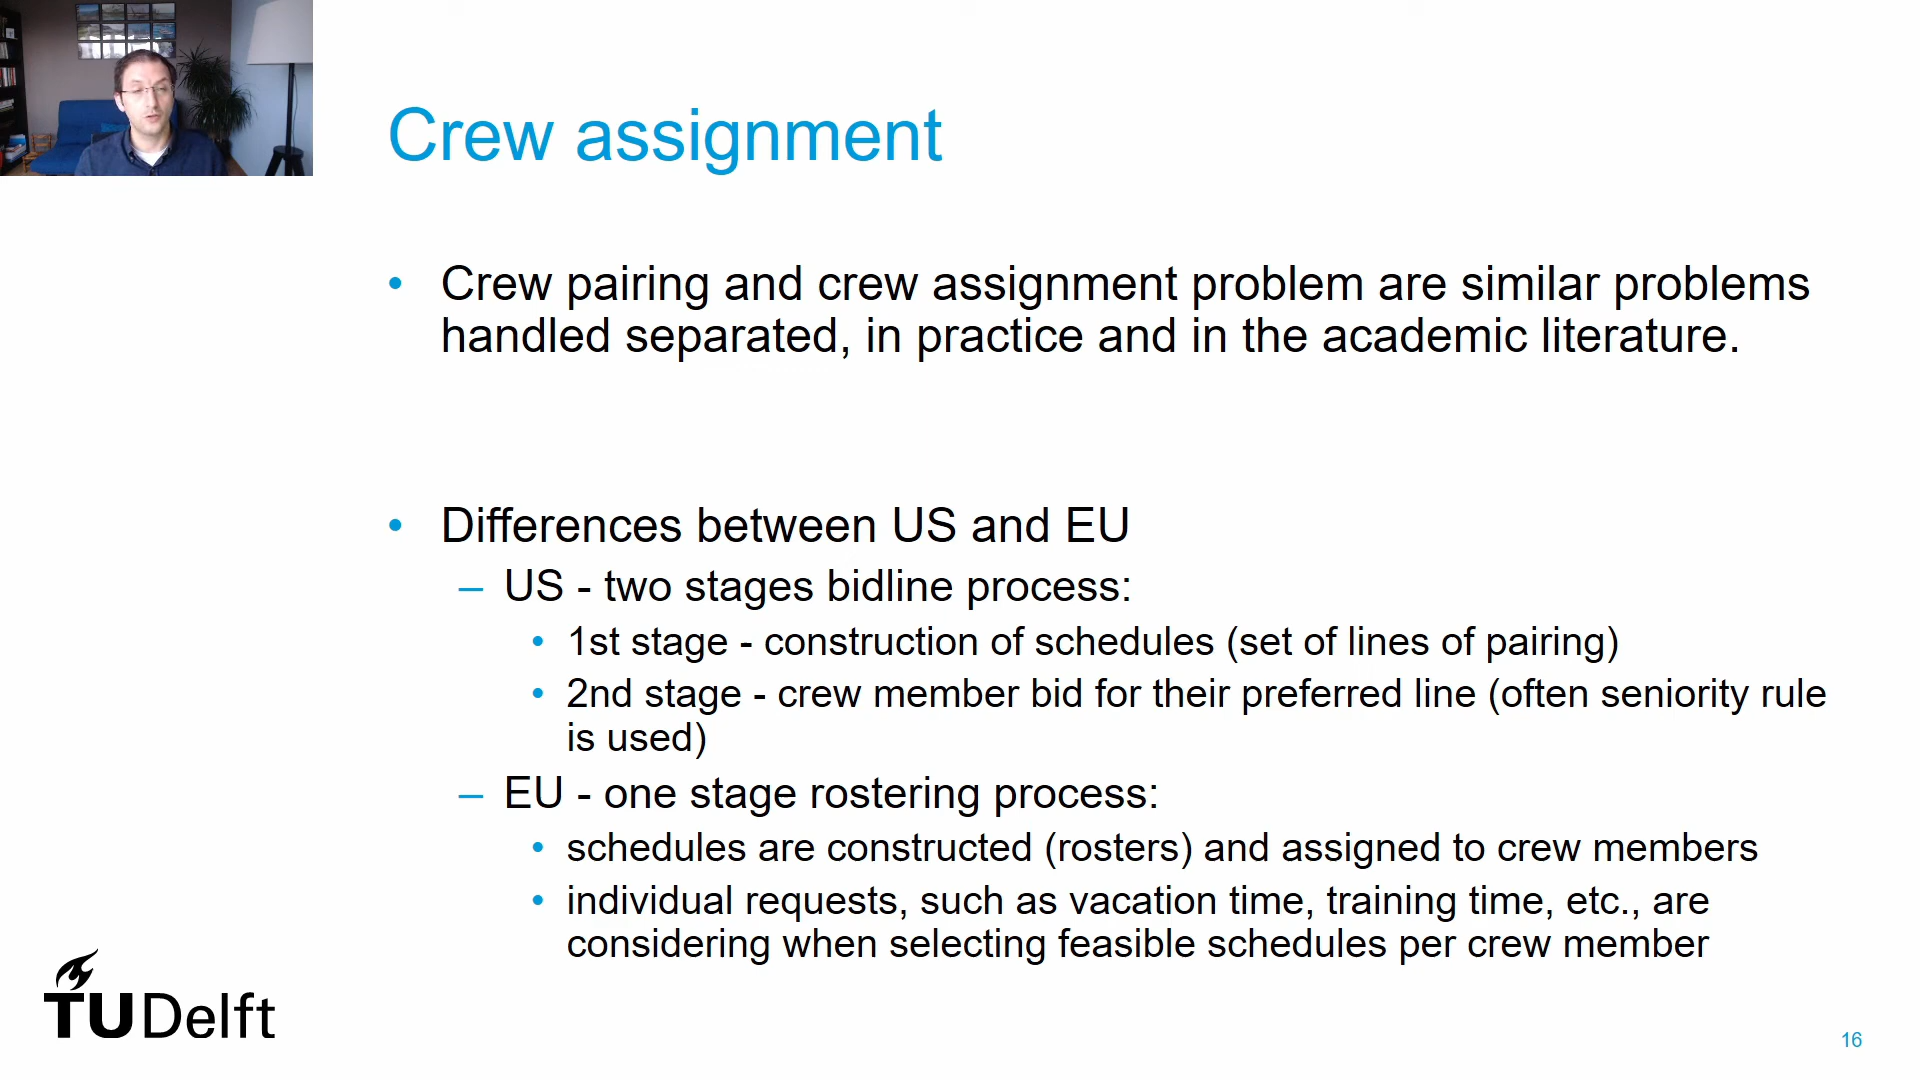 Crew assignment
• Crew pairing and crew assignment problem are similar problems
handled separated, in practice and in the academic literature.
• Differences between US and EU
– US - two stages bidline process:
• 1st stage - construction of schedules (set of lines of pairing)
• 2nd stage - crew member bid for their preferred line (often seniority rule
is used)
– EU - one stage rostering process:
• schedules are constructed (rosters) and assigned to crew members
• individual requests, such as vacation time, training time, etc., are
considering when selecting feasible schedules per crew member
TUDelft
16